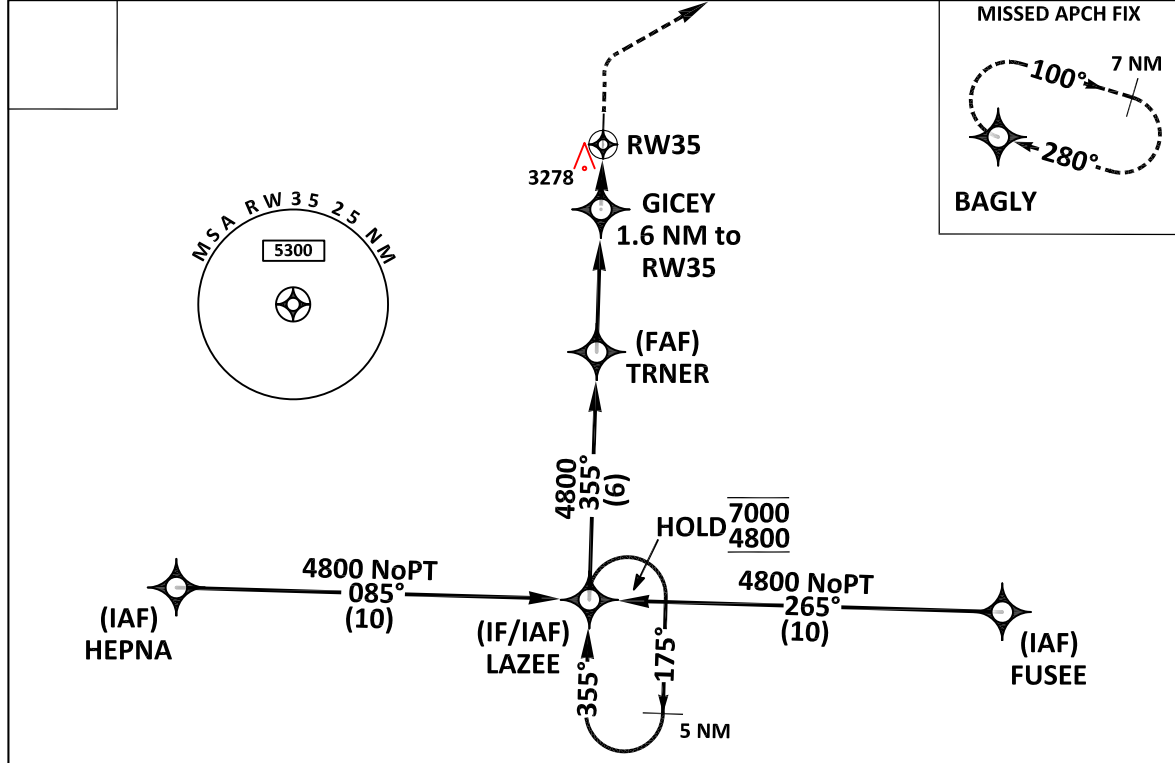 MISSED APCH FIX
7 NM
100°
280°
BAGLY
RW35
3278
GICEY
1.6 NM to
RW35
MSA RW35 25 NM
5300
(FAF)
TRNER
4800
355°
(6)
HOLD
7000
4800
4800 NoPT
085°
(10)
(IAF)
HEPNA
(IF/IAF)
LAZEE
4800 NoPT
265°
(10)
(IAF)
FUSEE
355°
175°
5 NM